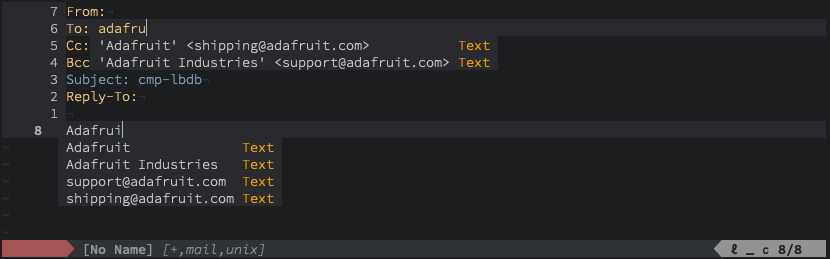 7 From:¬
6 To: adafru
5 Cc: 'Adafruit' <shipping@adafruit.com> Text
4 Bcc 'Adafruit Industries' <support@adafruit.com> Text
3 Subject: cmp-lbdb¬
2 Reply-To:¬
1 ¬
8 Adafrui
~ Adafruit Text
~ Adafruit Industries Text
~ support@adafruit.com Text
~ shipping@adafruit.com Text
~
~
[No Name] [+,mail,unix] ℓ _ c 8/8